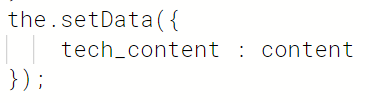 the.setData({
    tech_content : content
});